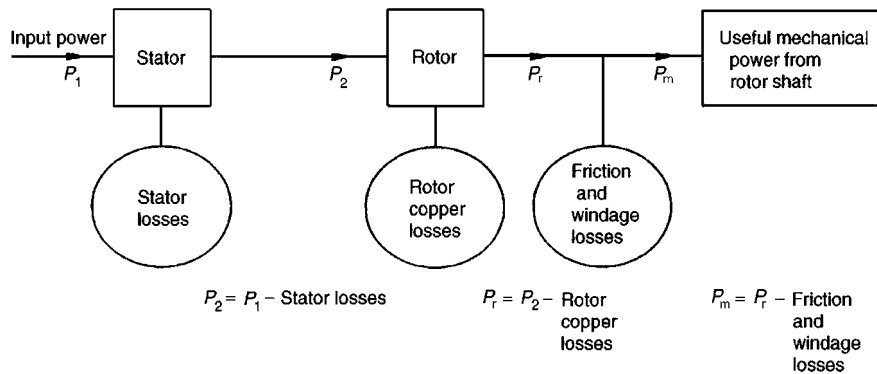 Input power
P₁
Stator
P₂
Rotor
Pᵣ
Pₘ
Useful mechanical
power from
rotor shaft
Stator
losses
Rotor
copper
losses
Friction
and
windage
losses
P₂ = P₁ – Stator losses
Pᵣ = P₂ – Rotor
copper
losses
Pₘ = Pᵣ – Friction
and
windage
losses